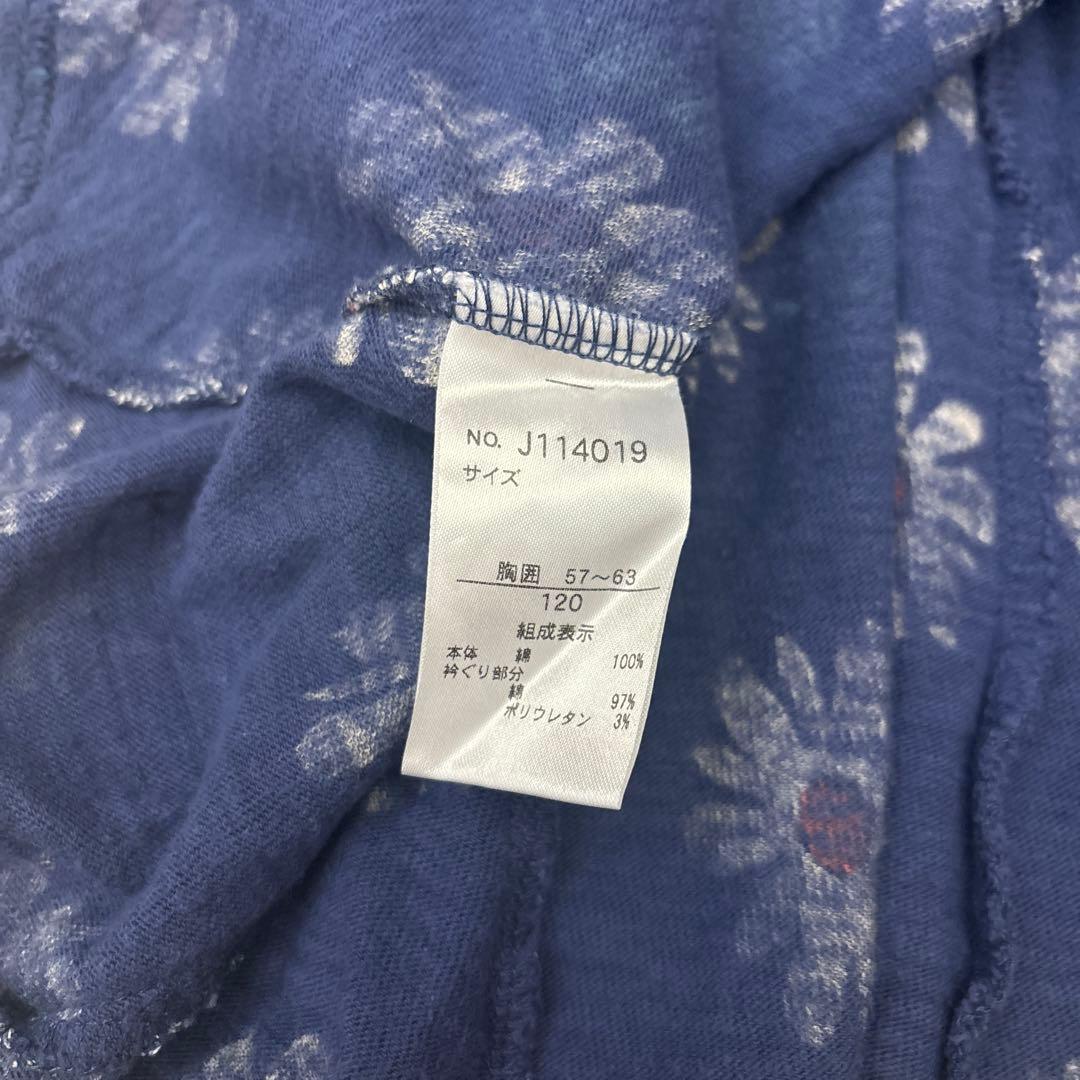 NO. J114019
サイズ
胸囲 57〜63
120
組成表示
本体 綿 100%
衿ぐり部分
綿 97%
ポリウレタン 3%